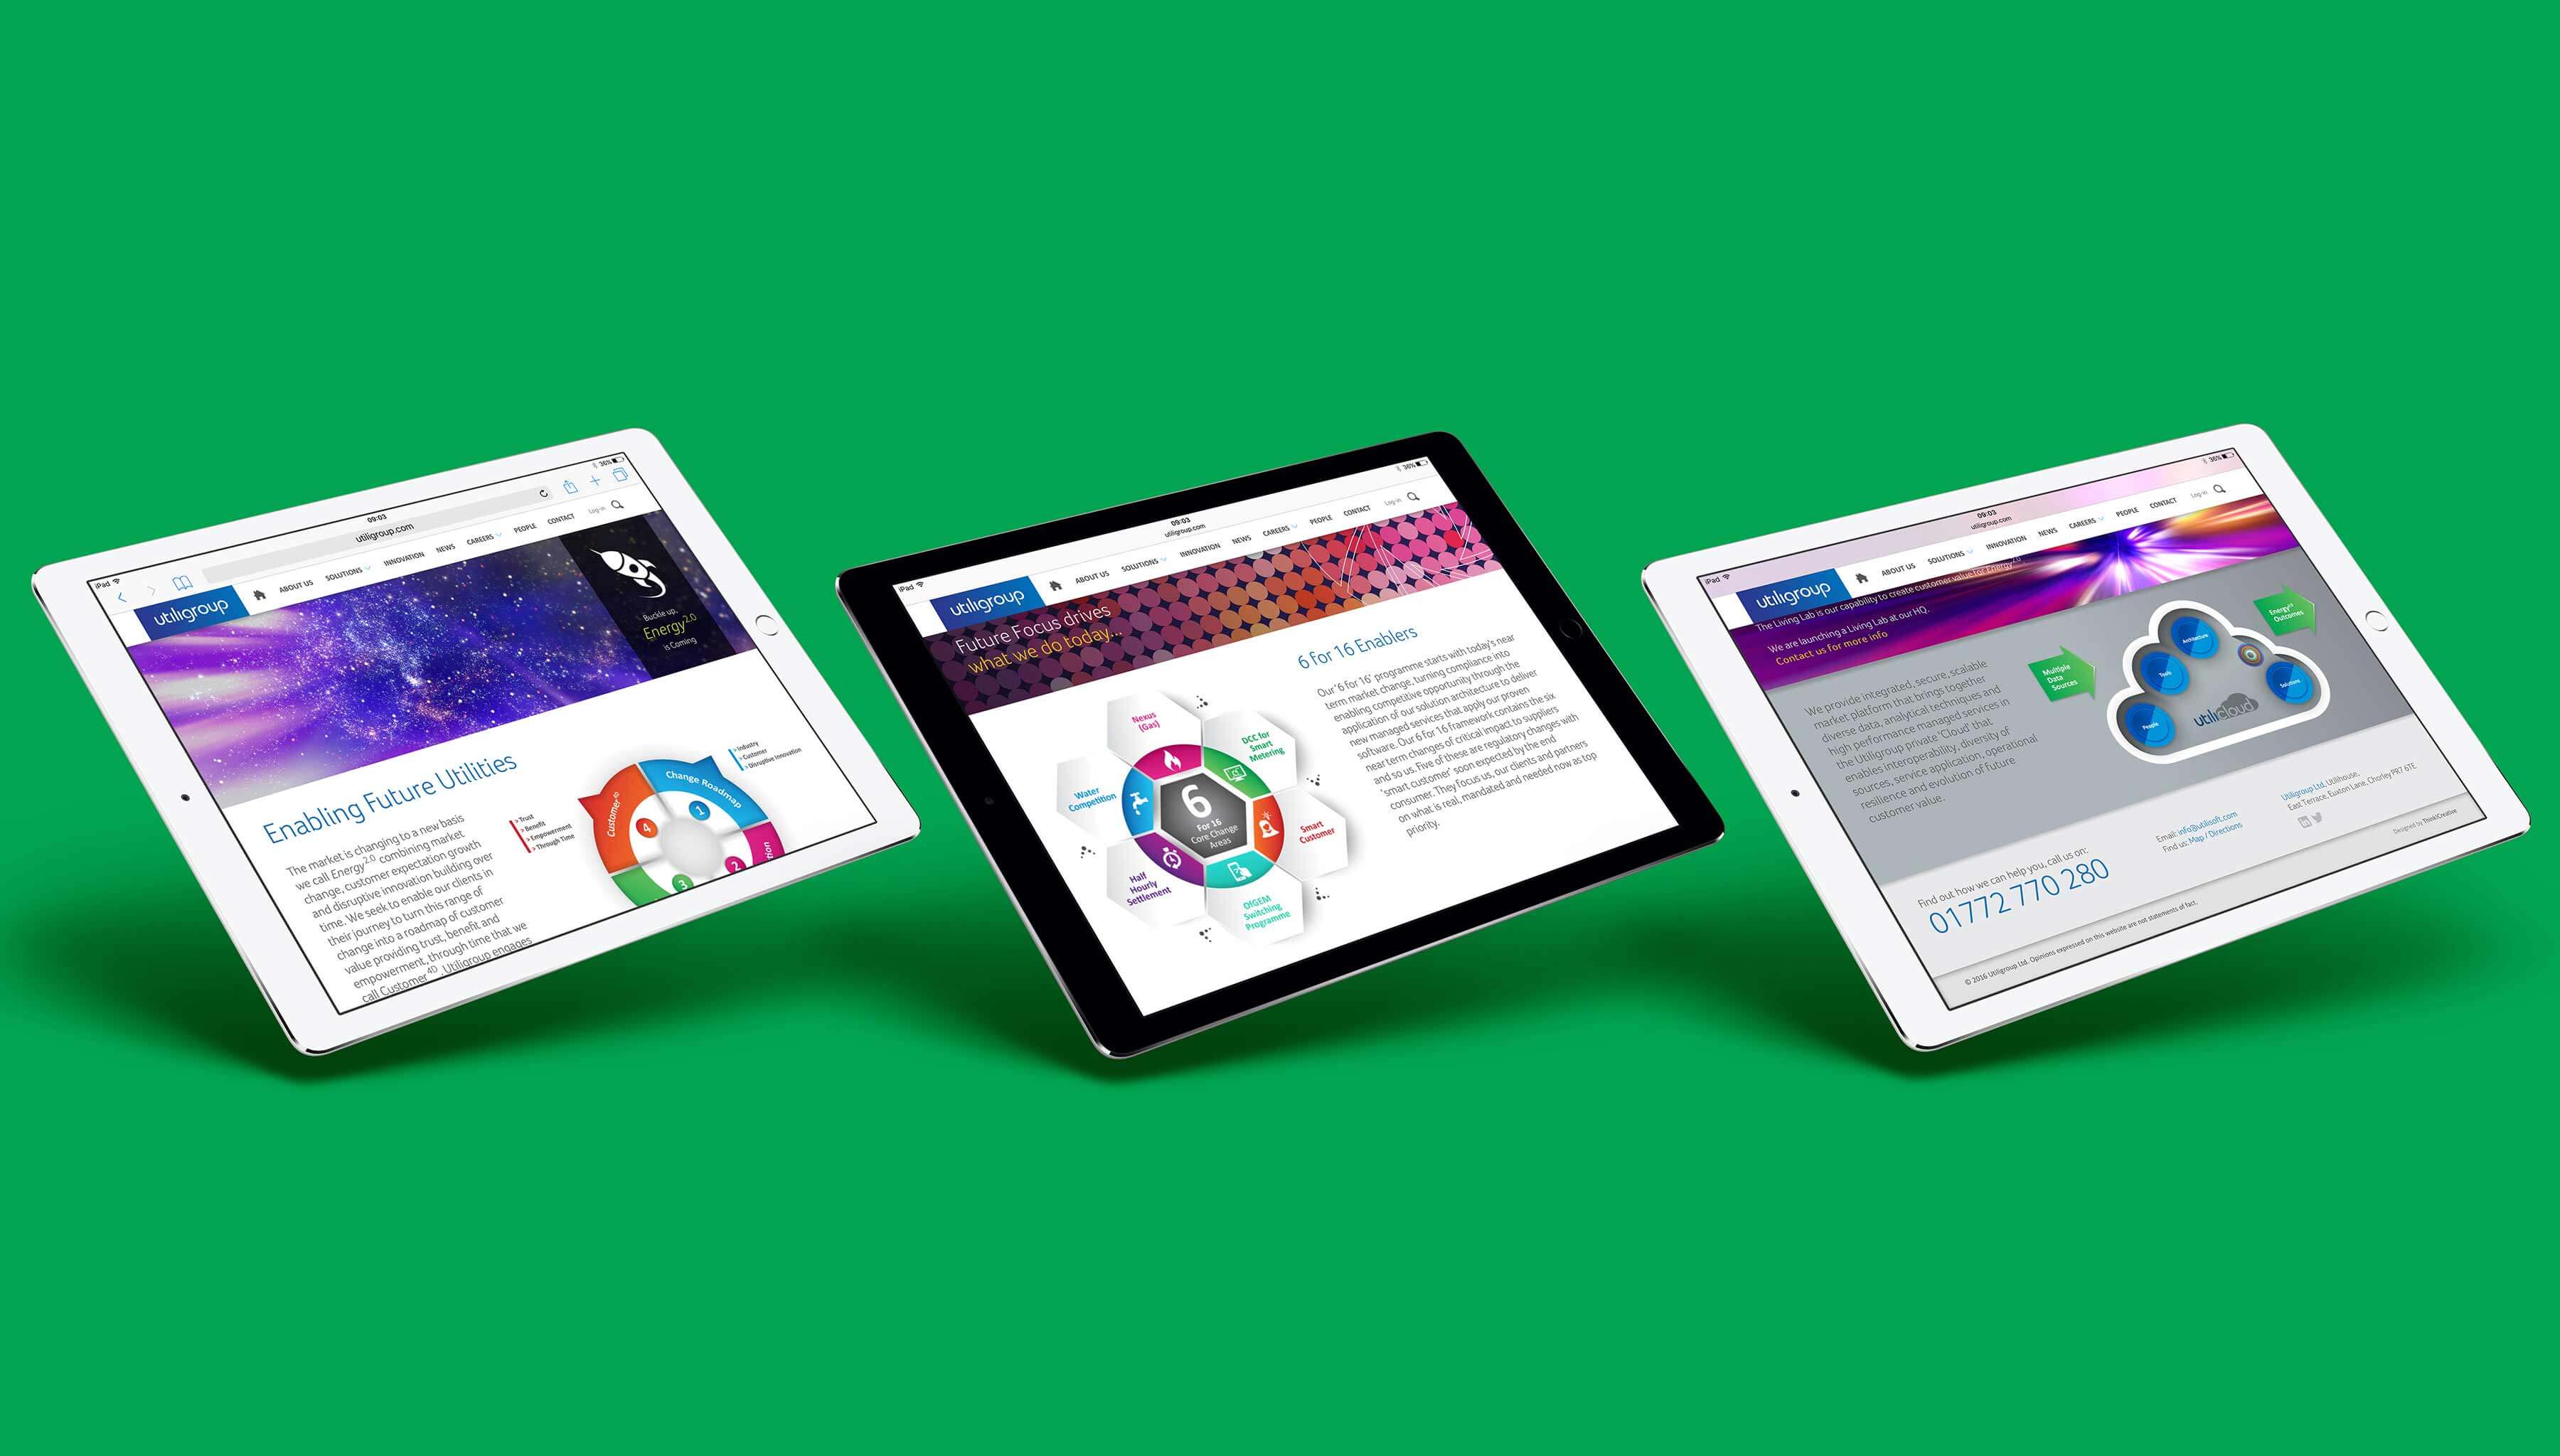 iPad
09:03
36%
utiligroup.com
utiligroup
ABOUT US
SOLUTIONS
INNOVATION
NEWS
CAREERS
PEOPLE
CONTACT
Log-in
Buckle up,
Energy2.0
is Coming
Enabling Future Utilities
The market is changing to a new basis
we call Energy2.0 combining market
change, customer expectation growth
and disruptive innovation building over
time. We seek to enable our clients in
their journey to turn this range of
change into a roadmap of customer
value providing trust, benefit and
empowerment, through time that we
call Customer4D. Utiligroup engages
> Trust
> Benefit
> Empowerment
> Through Time
Customer4D
Change Roadmap
> Industry
> Customer
> Disruptive Innovation
1
2
3
4
iPad
09:03
36%
utiligroup.com
utiligroup
ABOUT US
SOLUTIONS
INNOVATION
NEWS
CAREERS
PEOPLE
CONTACT
Log-in
Future Focus drives
what we do today...
Nexus
(Gas)
DCC for
Smart
Metering
Smart
Customer
OfGEM
Switching
Programme
Half
Hourly
Settlement
Water
Competition
6
For 16
Core Change
Areas
6 for 16 Enablers
Our '6 for 16' programme starts with today's near
term market change, turning compliance into
enabling competitive opportunity through the
application of our solution architecture to deliver
new managed services that apply our proven
software. Our 6 for 16 framework contains the six
near term changes of critical impact to suppliers
and so us. Five of these are regulatory changes with
'smart customer' soon expected by the end
consumer. They focus us, our clients and partners
on what is real, mandated and needed now as top
priority.
iPad
09:03
36%
utiligroup.com
utiligroup
ABOUT US
SOLUTIONS
INNOVATION
NEWS
CAREERS
PEOPLE
CONTACT
Log-in
The Living Lab is our capability to create customer value for Energy2.0
We are launching a Living Lab at our HQ.
Contact us for more info
We provide integrated, secure, scalable
market platform that brings together
diverse data, analytical techniques and
high performance managed services in
the Utiligroup private 'Cloud' that
enables interoperability, diversity of
sources, service application, operational
resilience and evolution of future
customer value.
Multiple
Data
Sources
People
Tools
Architecture
Solutions
utilicloud
Energy2.0
Outcomes
Find out how we can help you, call us on:
01772 770 280
Email: info@utilisoft.com
Find us: Map / Directions
Utiligroup Ltd, Utilihouse,
East Terrace, Euxton Lane, Chorley PR7 6TE
© 2016 Utiligroup Ltd. Opinions expressed on this website are not statements of fact.
Designed by ThinkCreative